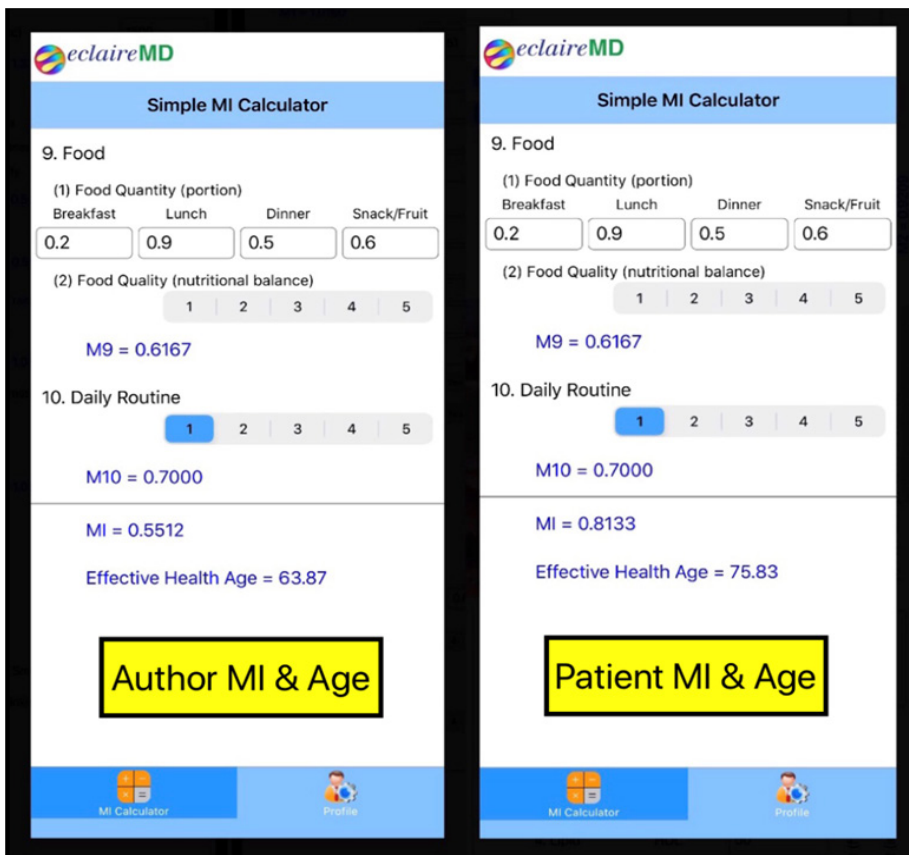 eclaireMD
Simple MI Calculator
9. Food
(1) Food Quantity (portion)
Breakfast Lunch Dinner Snack/Fruit
0.2 0.9 0.5 0.6
(2) Food Quality (nutritional balance)
1 2 3 4 5
M9 = 0.6167
10. Daily Routine
1 2 3 4 5
M10 = 0.7000
MI = 0.5512
Effective Health Age = 63.87
Author MI & Age
MI Calculator Profile
eclaireMD
Simple MI Calculator
9. Food
(1) Food Quantity (portion)
Breakfast Lunch Dinner Snack/Fruit
0.2 0.9 0.5 0.6
(2) Food Quality (nutritional balance)
1 2 3 4 5
M9 = 0.6167
10. Daily Routine
1 2 3 4 5
M10 = 0.7000
MI = 0.8133
Effective Health Age = 75.83
Patient MI & Age
MI Calculator Profile